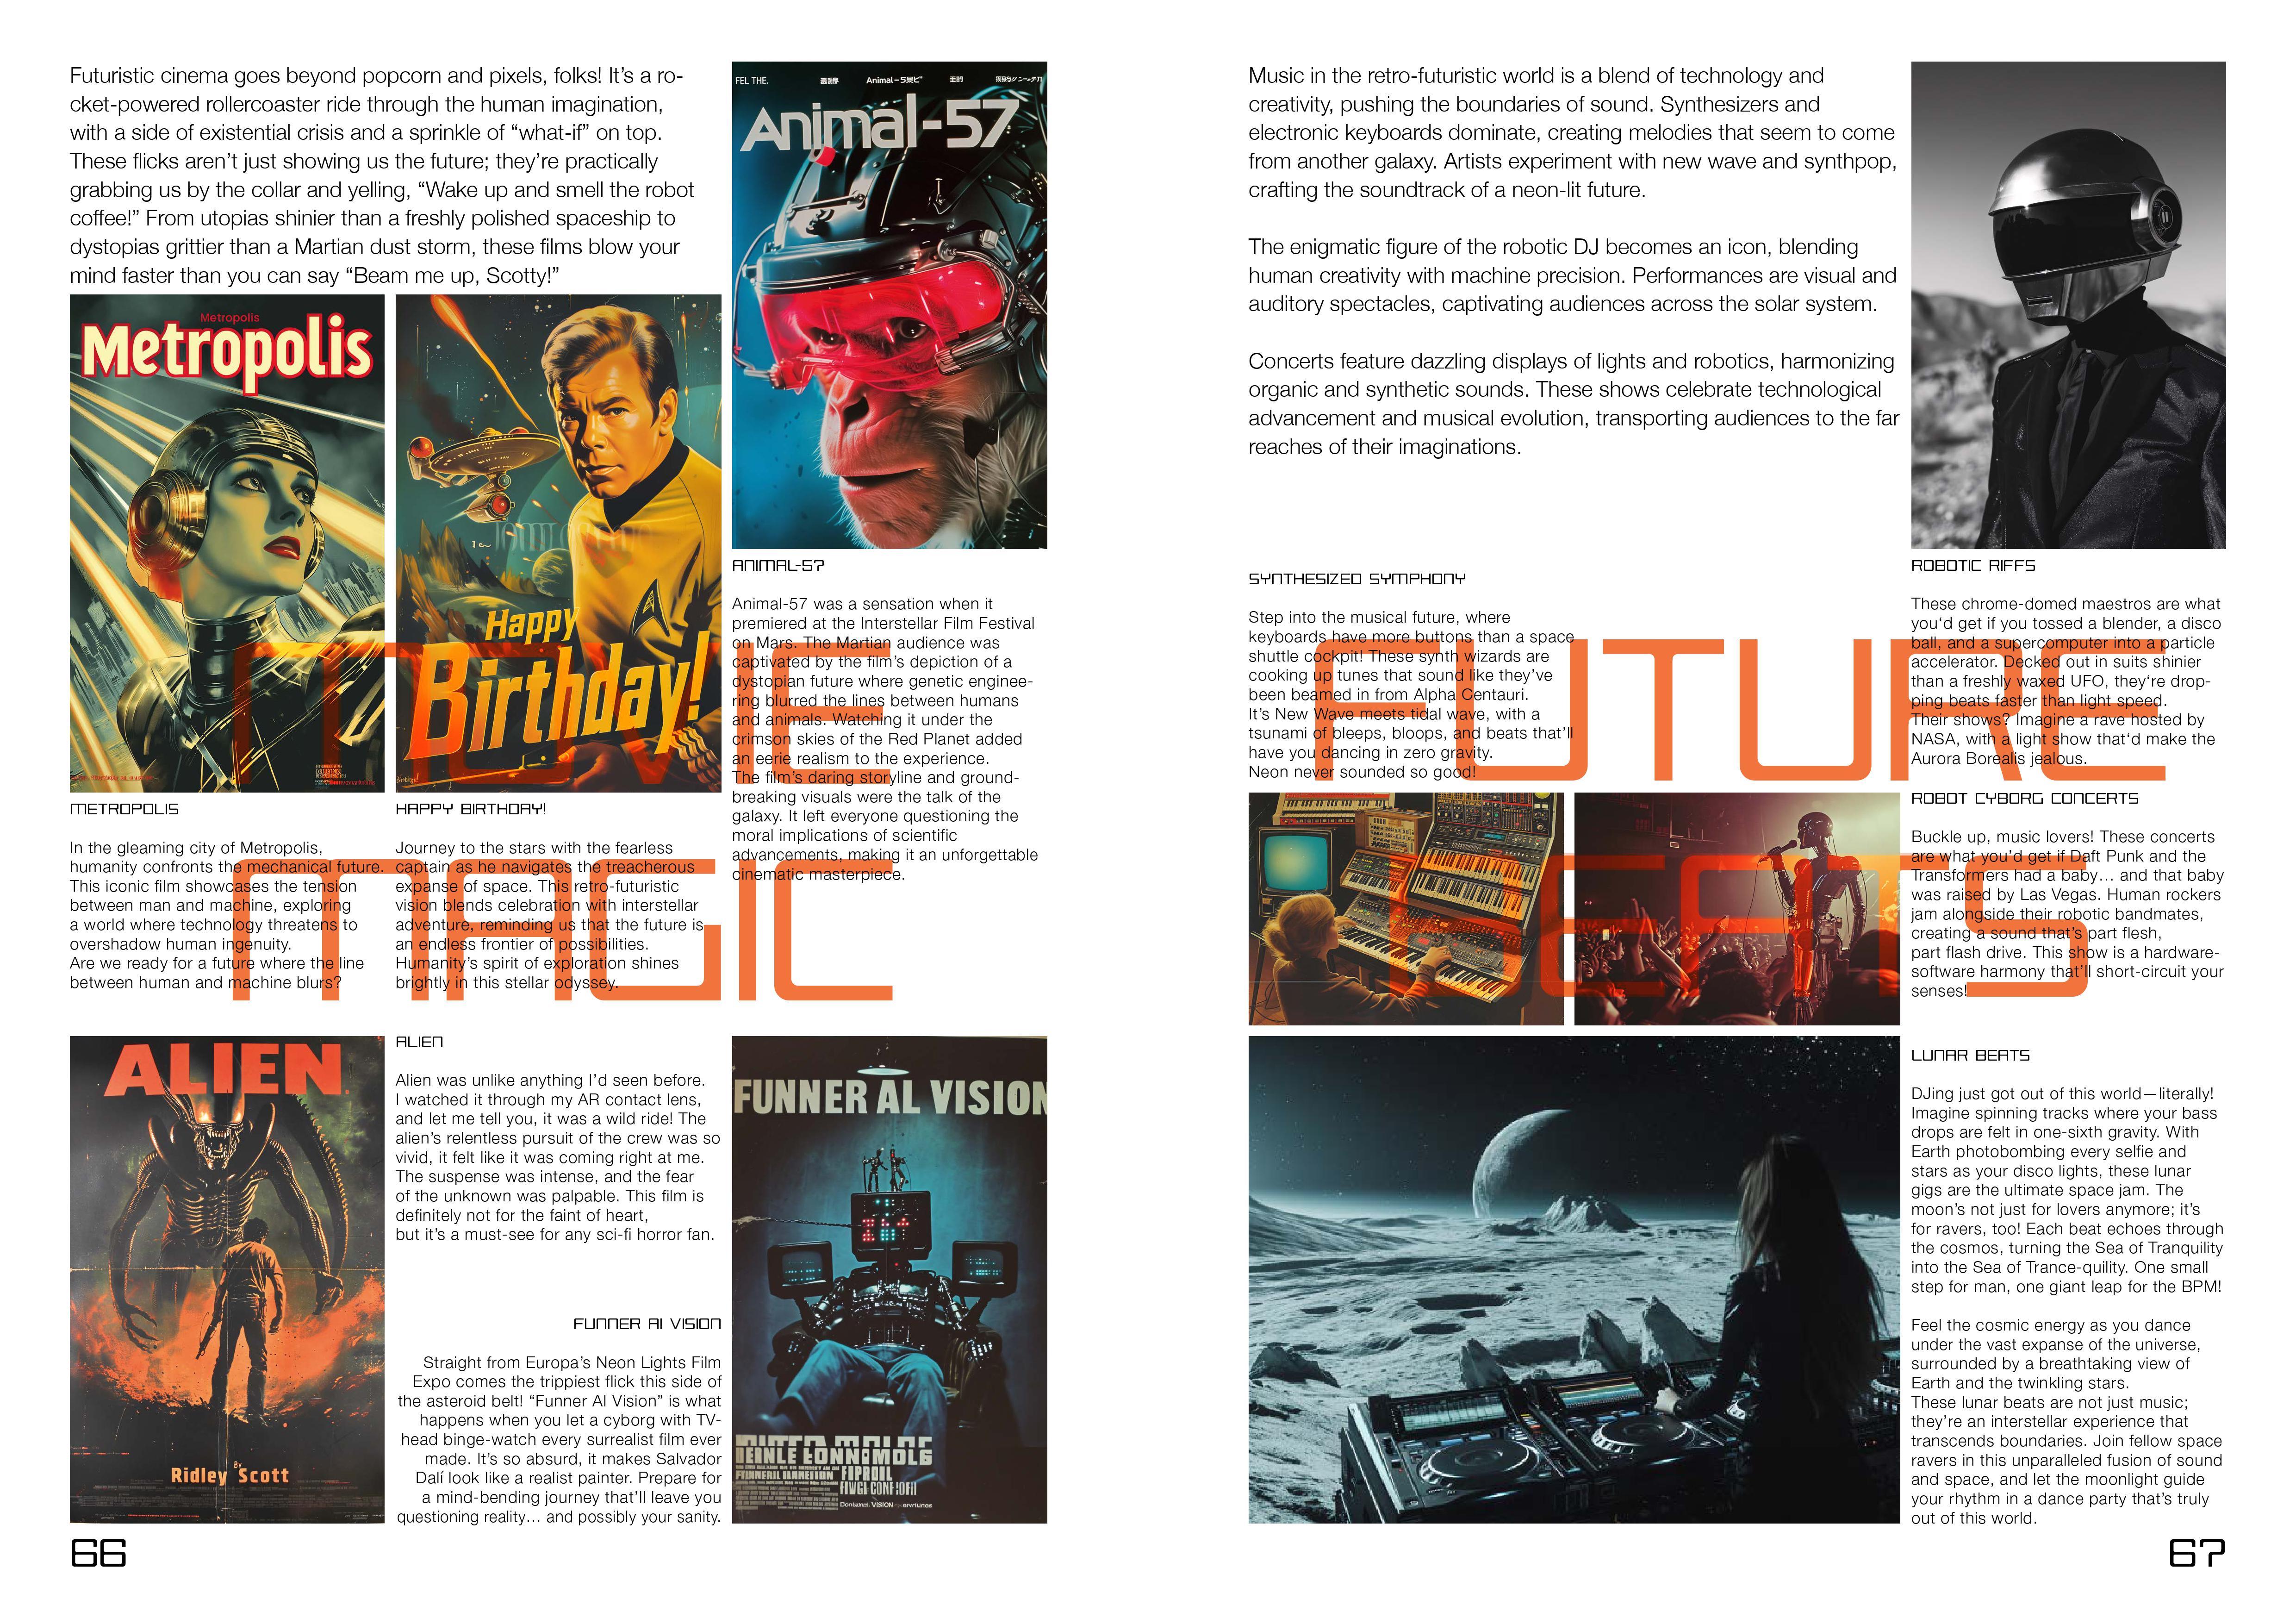 Futuristic cinema goes beyond popcorn and pixels, folks! It’s a ro-
cket-powered rollercoaster ride through the human imagination,
with a side of existential crisis and a sprinkle of “what-if” on top.
These flicks aren’t just showing us the future; they’re practically
grabbing us by the collar and yelling, “Wake up and smell the robot
coffee!” From utopias shinier than a freshly polished spaceship to
dystopias grittier than a Martian dust storm, these films blow your
mind faster than you can say “Beam me up, Scotty!”
Metropolis
Metropolis
Happy
Birthday!
FEL THE.
Animal-57
MOVIE
MAGIC
ANIMAL-57
Animal-57 was a sensation when it
premiered at the Interstellar Film Festival
on Mars. The Martian audience was
captivated by the film’s depiction of a
dystopian future where genetic enginee-
ring blurred the lines between humans
and animals. Watching it under the
crimson skies of the Red Planet added
an eerie realism to the experience.
The film’s daring storyline and ground-
breaking visuals were the talk of the
galaxy. It left everyone questioning the
moral implications of scientific
advancements, making it an unforgettable
cinematic masterpiece.
METROPOLIS
In the gleaming city of Metropolis,
humanity confronts the mechanical future.
This iconic film showcases the tension
between man and machine, exploring
a world where technology threatens to
overshadow human ingenuity.
Are we ready for a future where the line
between human and machine blurs?
HAPPY BIRTHDAY!
Journey to the stars with the fearless
captain as he navigates the treacherous
expanse of space. This retro-futuristic
vision blends celebration with interstellar
adventure, reminding us that the future is
an endless frontier of possibilities.
Humanity’s spirit of exploration shines
brightly in this stellar odyssey.
ALIEN
By
Ridley Scott
ALIEN
Alien was unlike anything I’d seen before.
I watched it through my AR contact lens,
and let me tell you, it was a wild ride! The
alien’s relentless pursuit of the crew was so
vivid, it felt like it was coming right at me.
The suspense was intense, and the fear
of the unknown was palpable. This film is
definitely not for the faint of heart,
but it’s a must-see for any sci-fi horror fan.
FUNNER AI VISION
Straight from Europa’s Neon Lights Film
Expo comes the trippiest flick this side of
the asteroid belt! “Funner AI Vision” is what
happens when you let a cyborg with TV-
head binge-watch every surrealist film ever
made. It’s so absurd, it makes Salvador
Dalí look like a realist painter. Prepare for
a mind-bending journey that’ll leave you
questioning reality... and possibly your sanity.
FUNNER AL VISION
66
Music in the retro-futuristic world is a blend of technology and
creativity, pushing the boundaries of sound. Synthesizers and
electronic keyboards dominate, creating melodies that seem to come
from another galaxy. Artists experiment with new wave and synthpop,
crafting the soundtrack of a neon-lit future.
The enigmatic figure of the robotic DJ becomes an icon, blending
human creativity with machine precision. Performances are visual and
auditory spectacles, captivating audiences across the solar system.
Concerts feature dazzling displays of lights and robotics, harmonizing
organic and synthetic sounds. These shows celebrate technological
advancement and musical evolution, transporting audiences to the far
reaches of their imaginations.
FUTURE
BEATS
SYNTHESIZED SYMPHONY
Step into the musical future, where
keyboards have more buttons than a space
shuttle cockpit! These synth wizards are
cooking up tunes that sound like they’ve
been beamed in from Alpha Centauri.
It’s New Wave meets tidal wave, with a
tsunami of bleeps, bloops, and beats that’ll
have you dancing in zero gravity.
Neon never sounded so good!
ROBOTIC RIFFS
These chrome-domed maestros are what
you‘d get if you tossed a blender, a disco
ball, and a supercomputer into a particle
accelerator. Decked out in suits shinier
than a freshly waxed UFO, they‘re drop-
ping beats faster than light speed.
Their shows? Imagine a rave hosted by
NASA, with a light show that‘d make the
Aurora Borealis jealous.
ROBOT CYBORG CONCERTS
Buckle up, music lovers! These concerts
are what you’d get if Daft Punk and the
Transformers had a baby... and that baby
was raised by Las Vegas. Human rockers
jam alongside their robotic bandmates,
creating a sound that’s part flesh,
part flash drive. This show is a hardware-
software harmony that’ll short-circuit your
senses!
LUNAR BEATS
DJing just got out of this world—literally!
Imagine spinning tracks where your bass
drops are felt in one-sixth gravity. With
Earth photobombing every selfie and
stars as your disco lights, these lunar
gigs are the ultimate space jam. The
moon’s not just for lovers anymore; it’s
for ravers, too! Each beat echoes through
the cosmos, turning the Sea of Tranquility
into the Sea of Trance-quility. One small
step for man, one giant leap for the BPM!
Feel the cosmic energy as you dance
under the vast expanse of the universe,
surrounded by a breathtaking view of
Earth and the twinkling stars.
These lunar beats are not just music;
they’re an interstellar experience that
transcends boundaries. Join fellow space
ravers in this unparalleled fusion of sound
and space, and let the moonlight guide
your rhythm in a dance party that’s truly
out of this world.
67